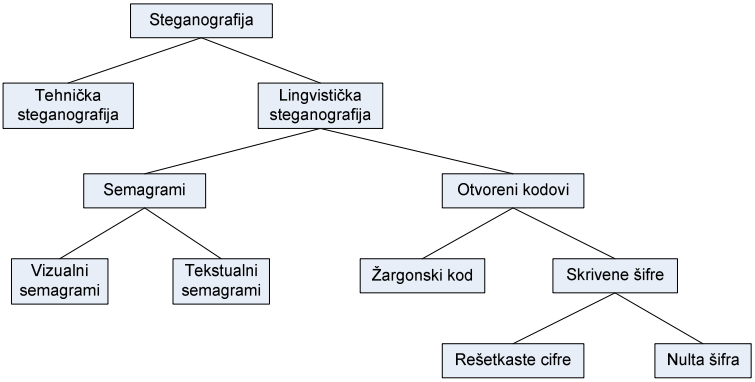 Steganografija
Tehnička
steganografija
Lingvistička
steganografija
Semagrami
Otvoreni kodovi
Vizualni
semagrami
Tekstualni
semagrami
Žargonski kod
Skrivene šifre
Rešetkaste cifre
Nulta šifra